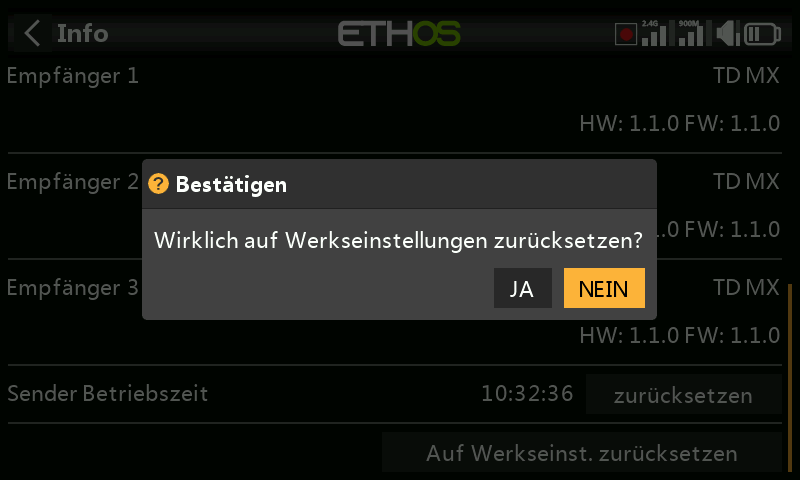 Info
ETHOS
2.4G
900M
Empfänger 1
TD MX
HW: 1.1.0 FW: 1.1.0
Empfänger 2
TD MX
.0 FW: 1.1.0
? Bestätigen
Wirklich auf Werkseinstellungen zurücksetzen?
JA
NEIN
Empfänger 3
TD MX
HW: 1.1.0 FW: 1.1.0
Sender Betriebszeit
10:32:36
zurücksetzen
Auf Werkseinst. zurücksetzen